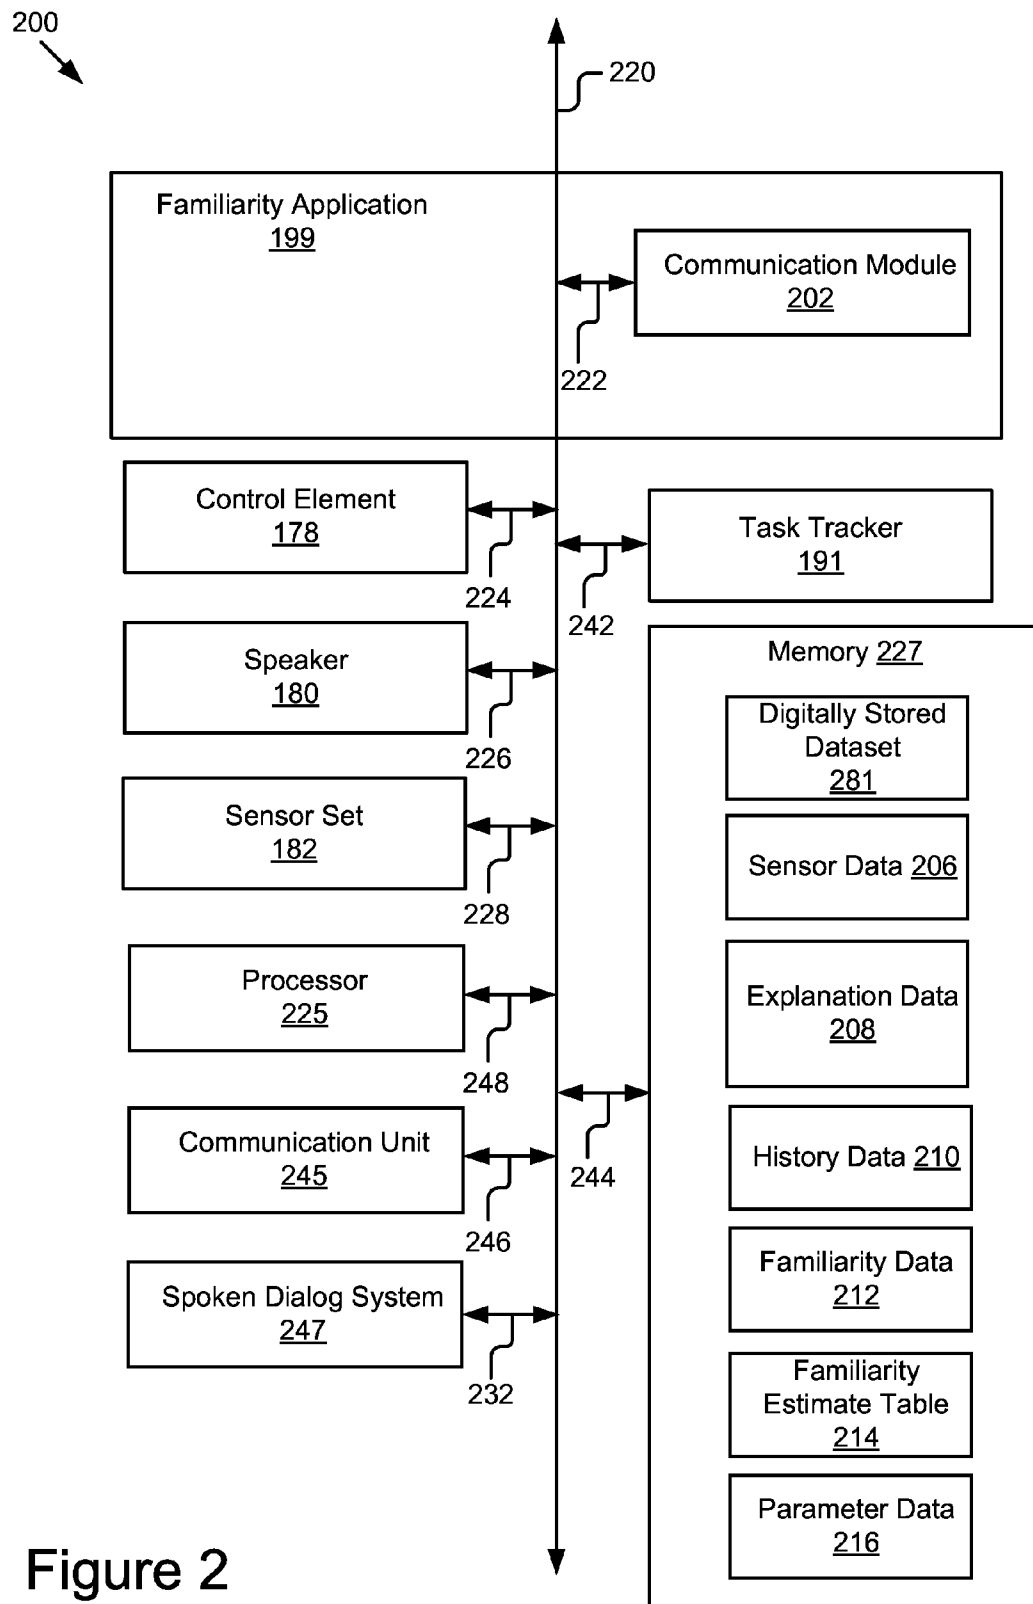 200
220
Familiarity Application
199
Communication Module
202
222
Control Element
178
224
Task Tracker
191
242
Speaker
180
226
Memory 227
Digitally Stored
Dataset
281
Sensor Set
182
228
Sensor Data 206
Processor
225
248
Explanation Data
208
Communication Unit
245
246
244
History Data 210
Spoken Dialog System
247
232
Familiarity Data
212
Familiarity
Estimate Table
214
Parameter Data
216
Figure 2